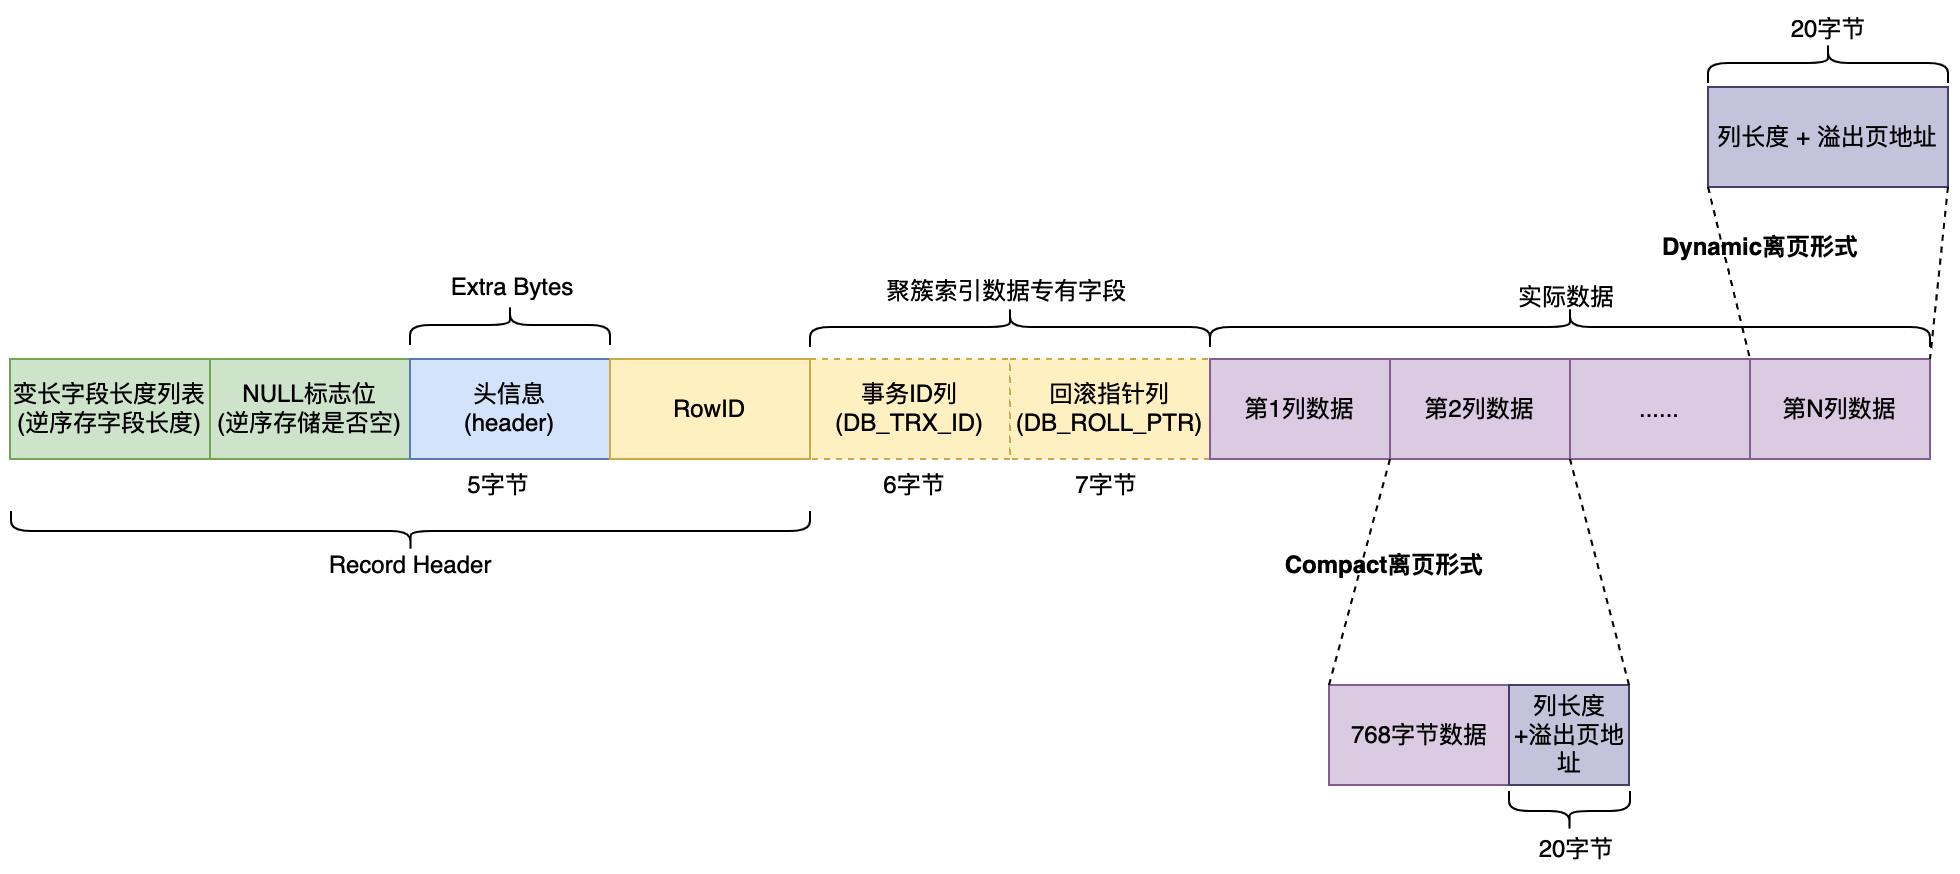 20字节
列长度 + 溢出页地址
Dynamic离页形式
Extra Bytes
聚簇索引数据专有字段
实际数据
变长字段长度列表
(逆序存字段长度)
NULL标志位
(逆序存储是否空)
头信息
(header)
RowID
事务ID列
(DB_TRX_ID)
回滚指针列
(DB_ROLL_PTR)
第1列数据
第2列数据
......
第N列数据
5字节
6字节
7字节
Record Header
Compact离页形式
768字节数据
列长度
+溢出页地
址
20字节